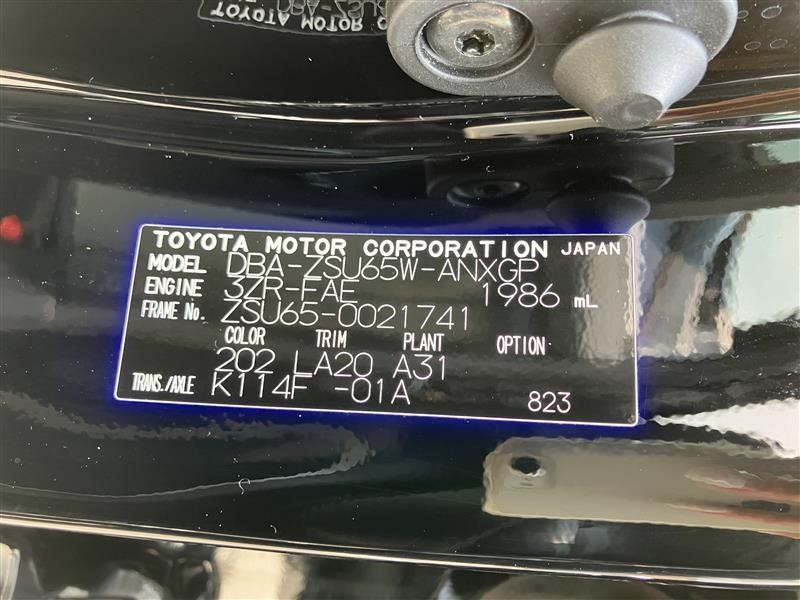 TOYOTA MOTOR CORPORATION JAPAN
MODEL DBA-ZSU65W-ANXGP
ENGINE 3ZR-FAE 1986 mL
FRAME No. ZSU65-0021741
COLOR TRIM PLANT OPTION
202 LA20 A31
TRANS./AXLE K114F -01A
823